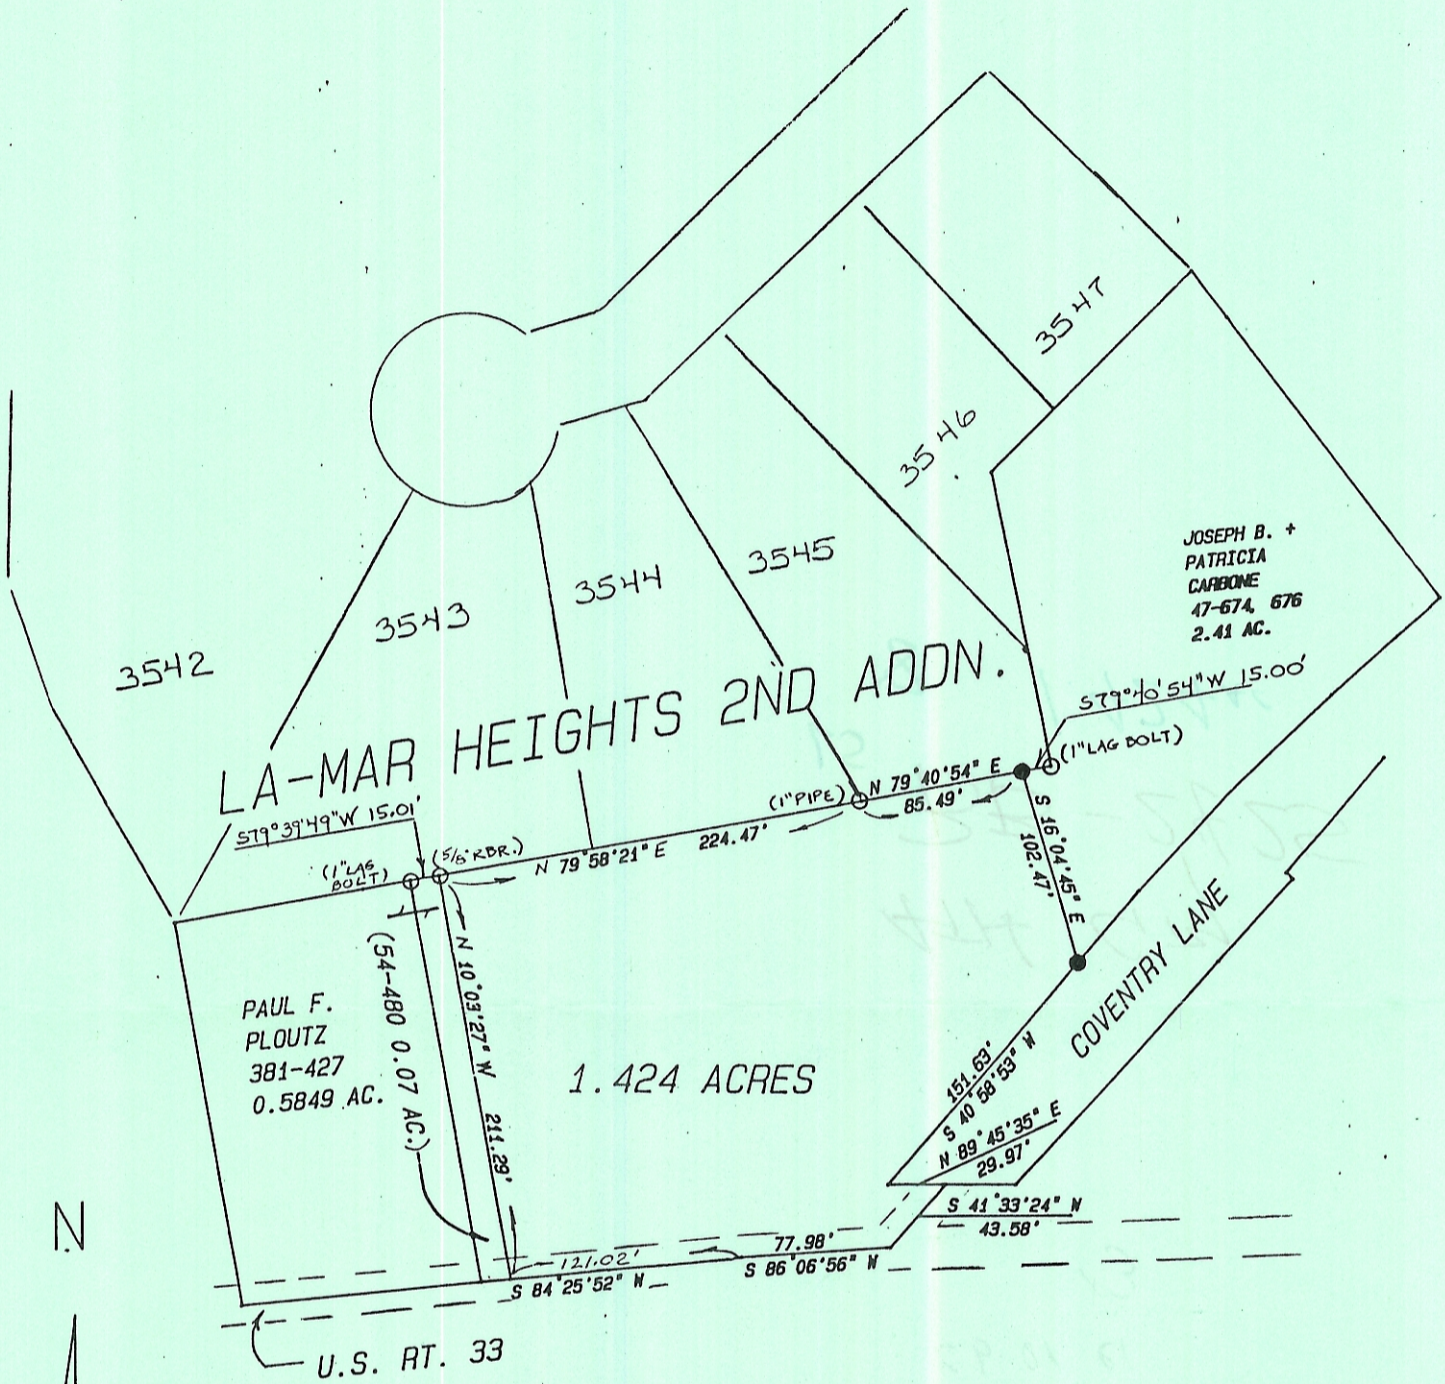 3547
3546
JOSEPH B. +
PATRICIA
CARBONE
47-674, 676
2.41 AC.
3545
3544
3543
3542
LA-MAR HEIGHTS 2ND ADDN.
S79°40'54"W 15.00'
(1"LAG BOLT)
N 79°40'54" E
85.49'
(1"PIPE)
S79°39'49"W 15.01'
(5/8" RBR.)
(1"LAG
BOLT)
N 79°58'21" E
224.47'
S 16°04'45" E
102.47'
COVENTRY LANE
N 10°03'27" W 211.29'
(54-480 0.07 AC.)
PAUL F.
PLOUTZ
381-427
0.5849 AC.
1.424 ACRES
151.63'
S 40°58'53" W
N 89°45'35" E
29.97'
S 41°33'24" W
43.58'
77.98'
S 86°06'56" W
121.02'
S 84°25'52" W
U.S. RT. 33
N